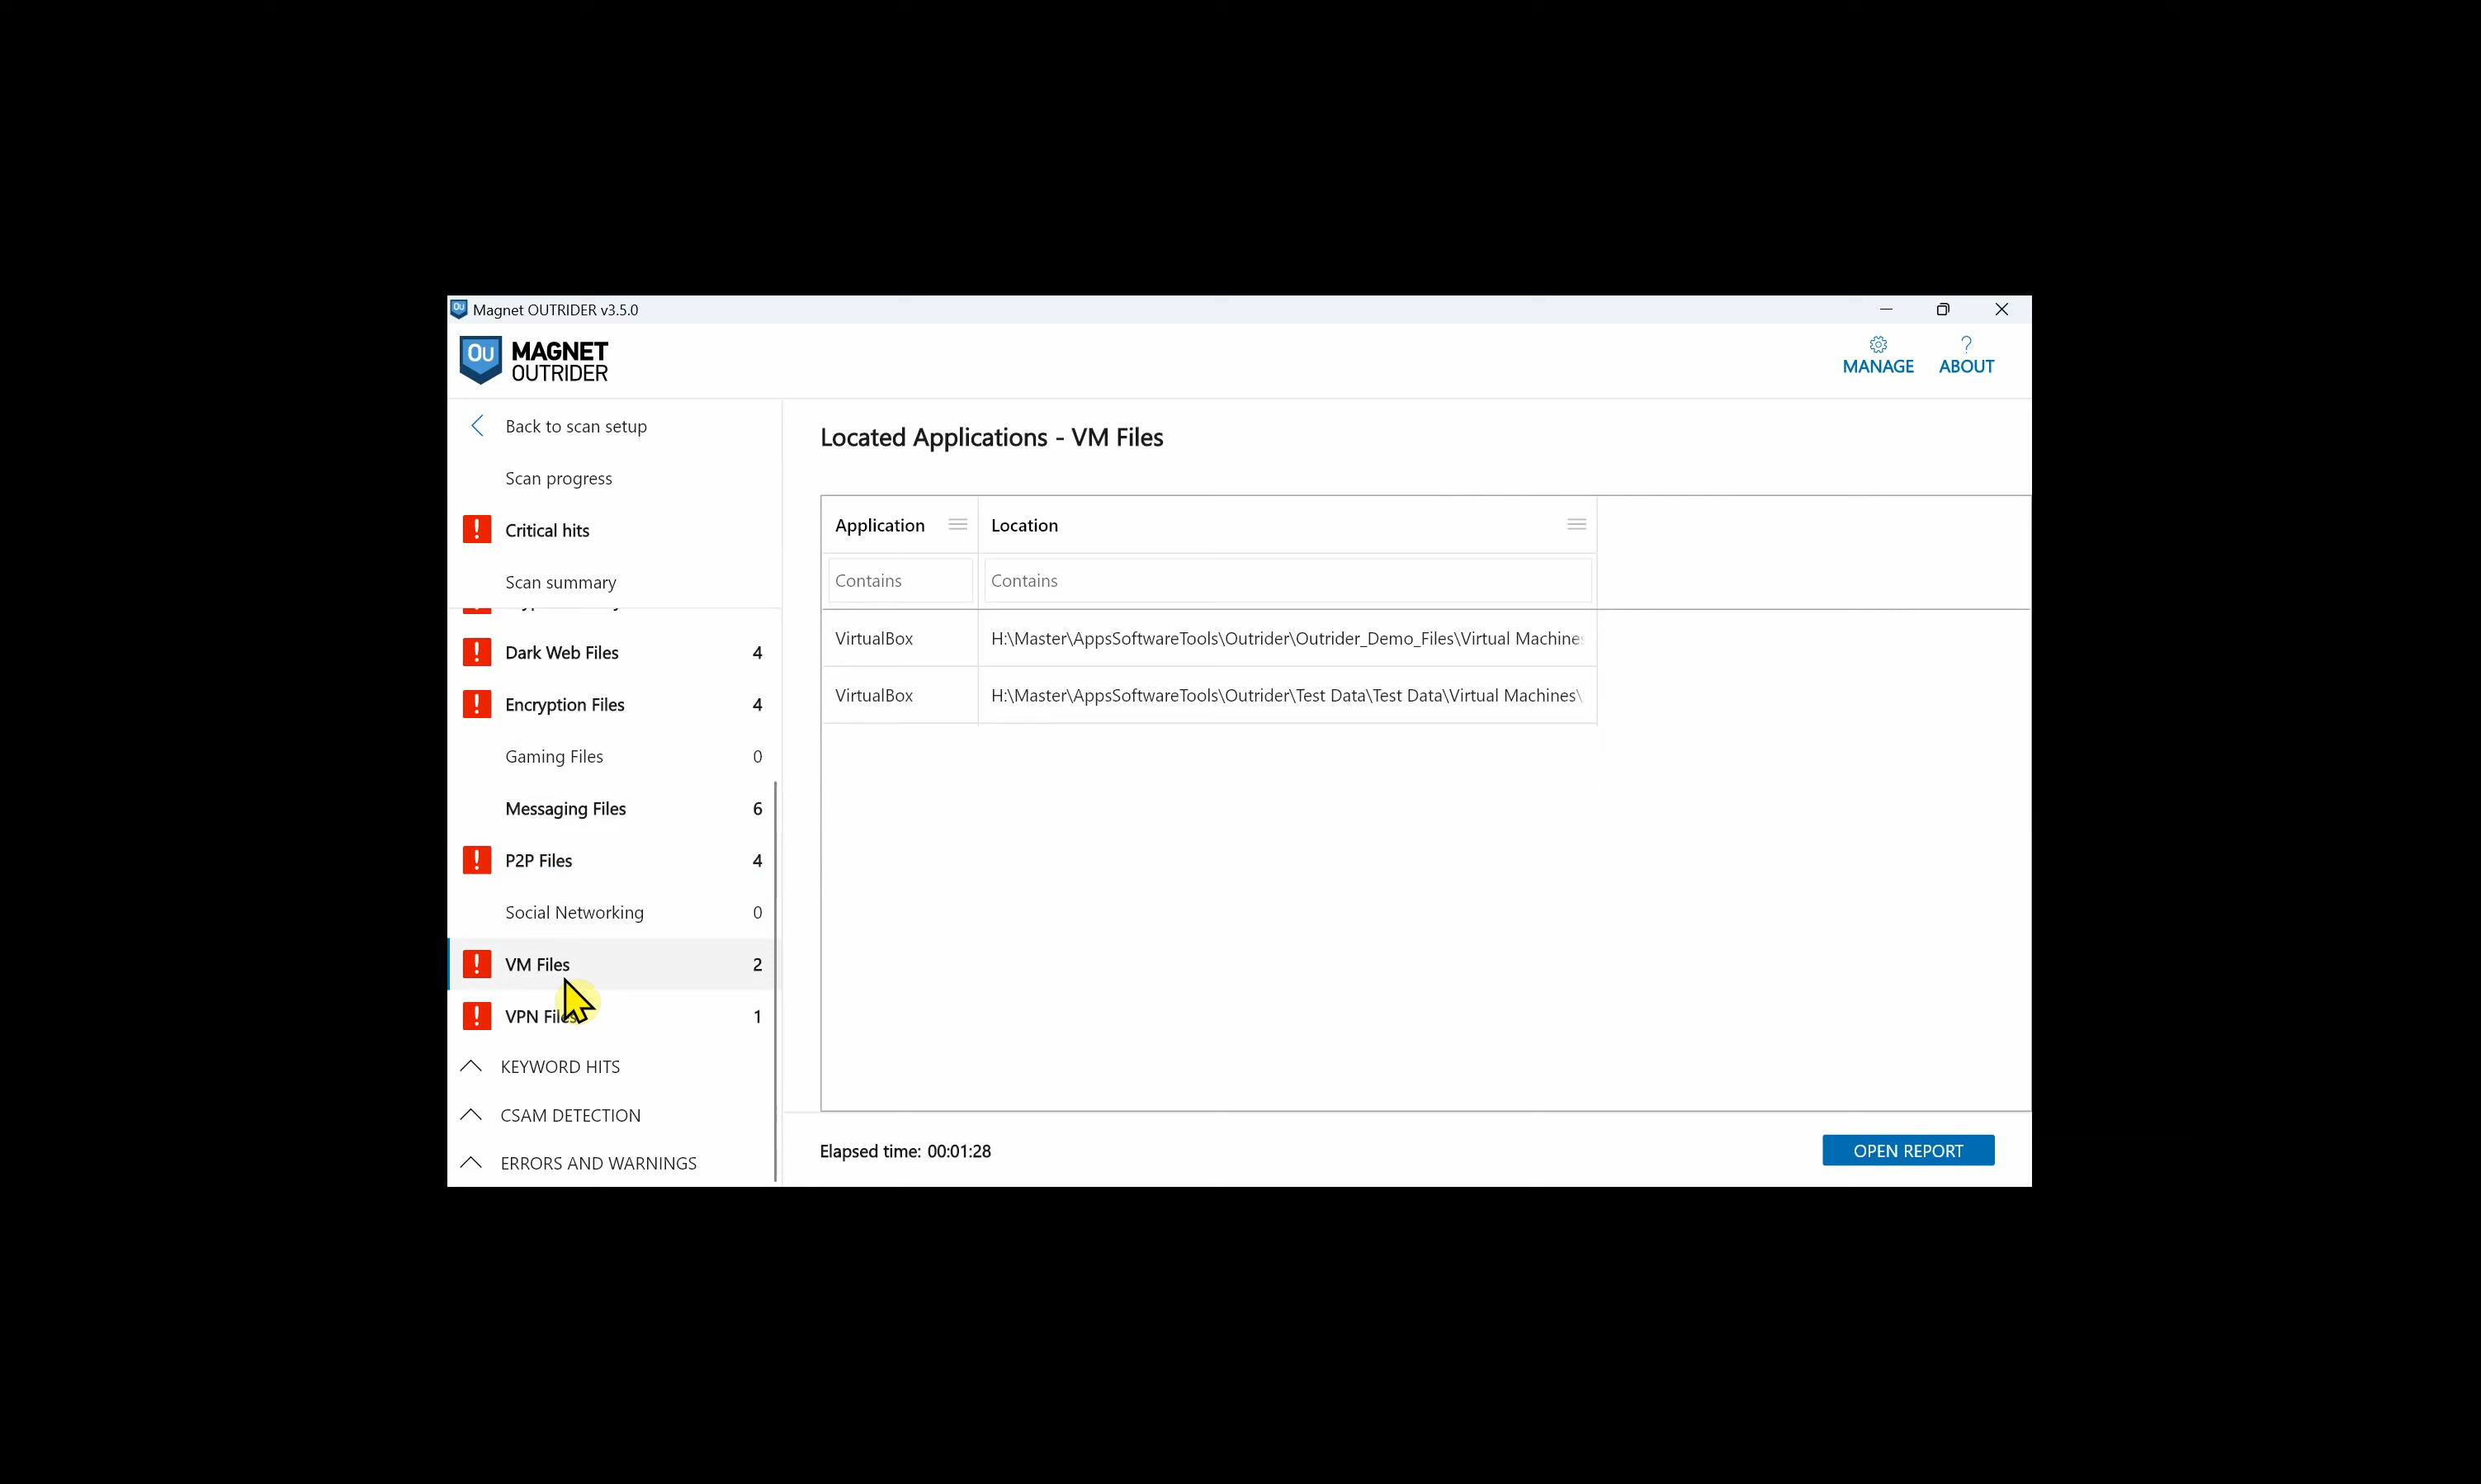 Magnet OUTRIDER v3.5.0
OU
MAGNET
OUTRIDER
MANAGE
ABOUT
Back to scan setup
Scan progress
Critical hits
Scan summary
Dark Web Files 4
Encryption Files 4
Gaming Files 0
Messaging Files 6
P2P Files 4
Social Networking 0
VM Files 2
VPN Files 1
KEYWORD HITS
CSAM DETECTION
ERRORS AND WARNINGS
Located Applications - VM Files
Application Location
Contains Contains
VirtualBox H:\Master\AppsSoftwareTools\Outrider\Outrider_Demo_Files\Virtual Machines
VirtualBox H:\Master\AppsSoftwareTools\Outrider\Test Data\Test Data\Virtual Machines\
Elapsed time: 00:01:28
OPEN REPORT